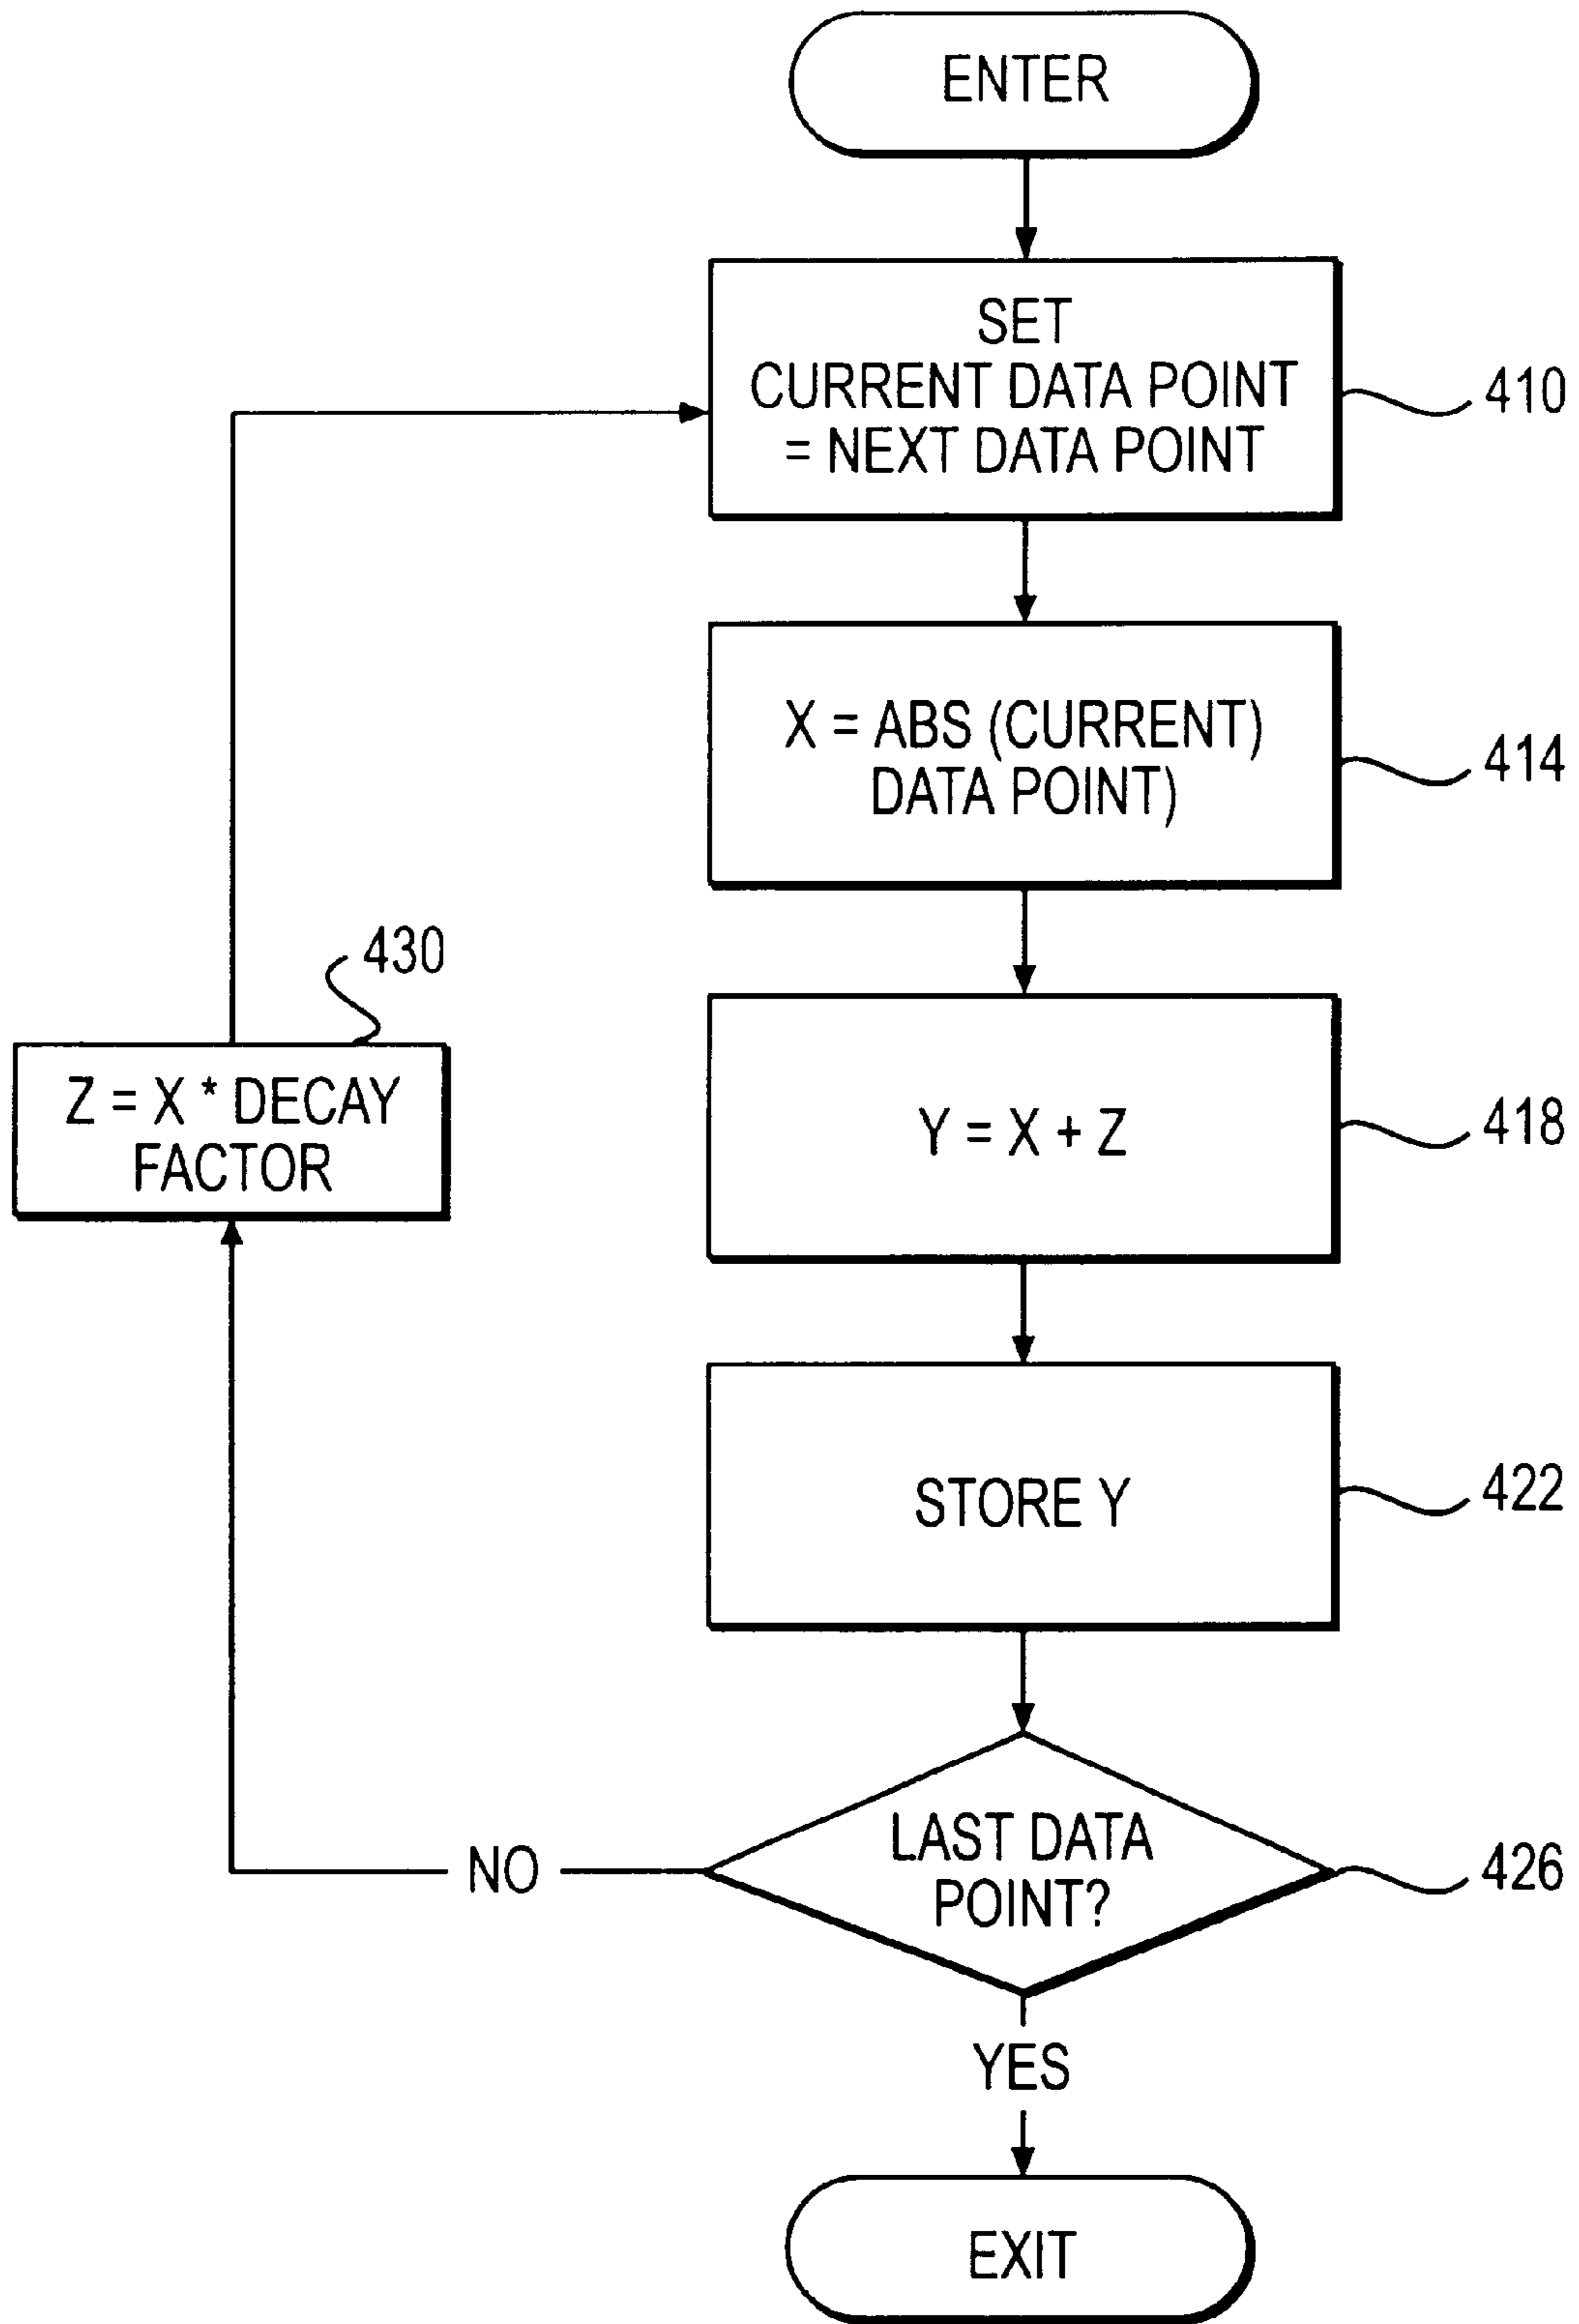 ENTER
SET
CURRENT DATA POINT
= NEXT DATA POINT
410
X = ABS (CURRENT)
DATA POINT)
414
430
Z = X * DECAY
FACTOR
Y = X + Z
418
STORE Y
422
LAST DATA
POINT?
426
NO
YES
EXIT